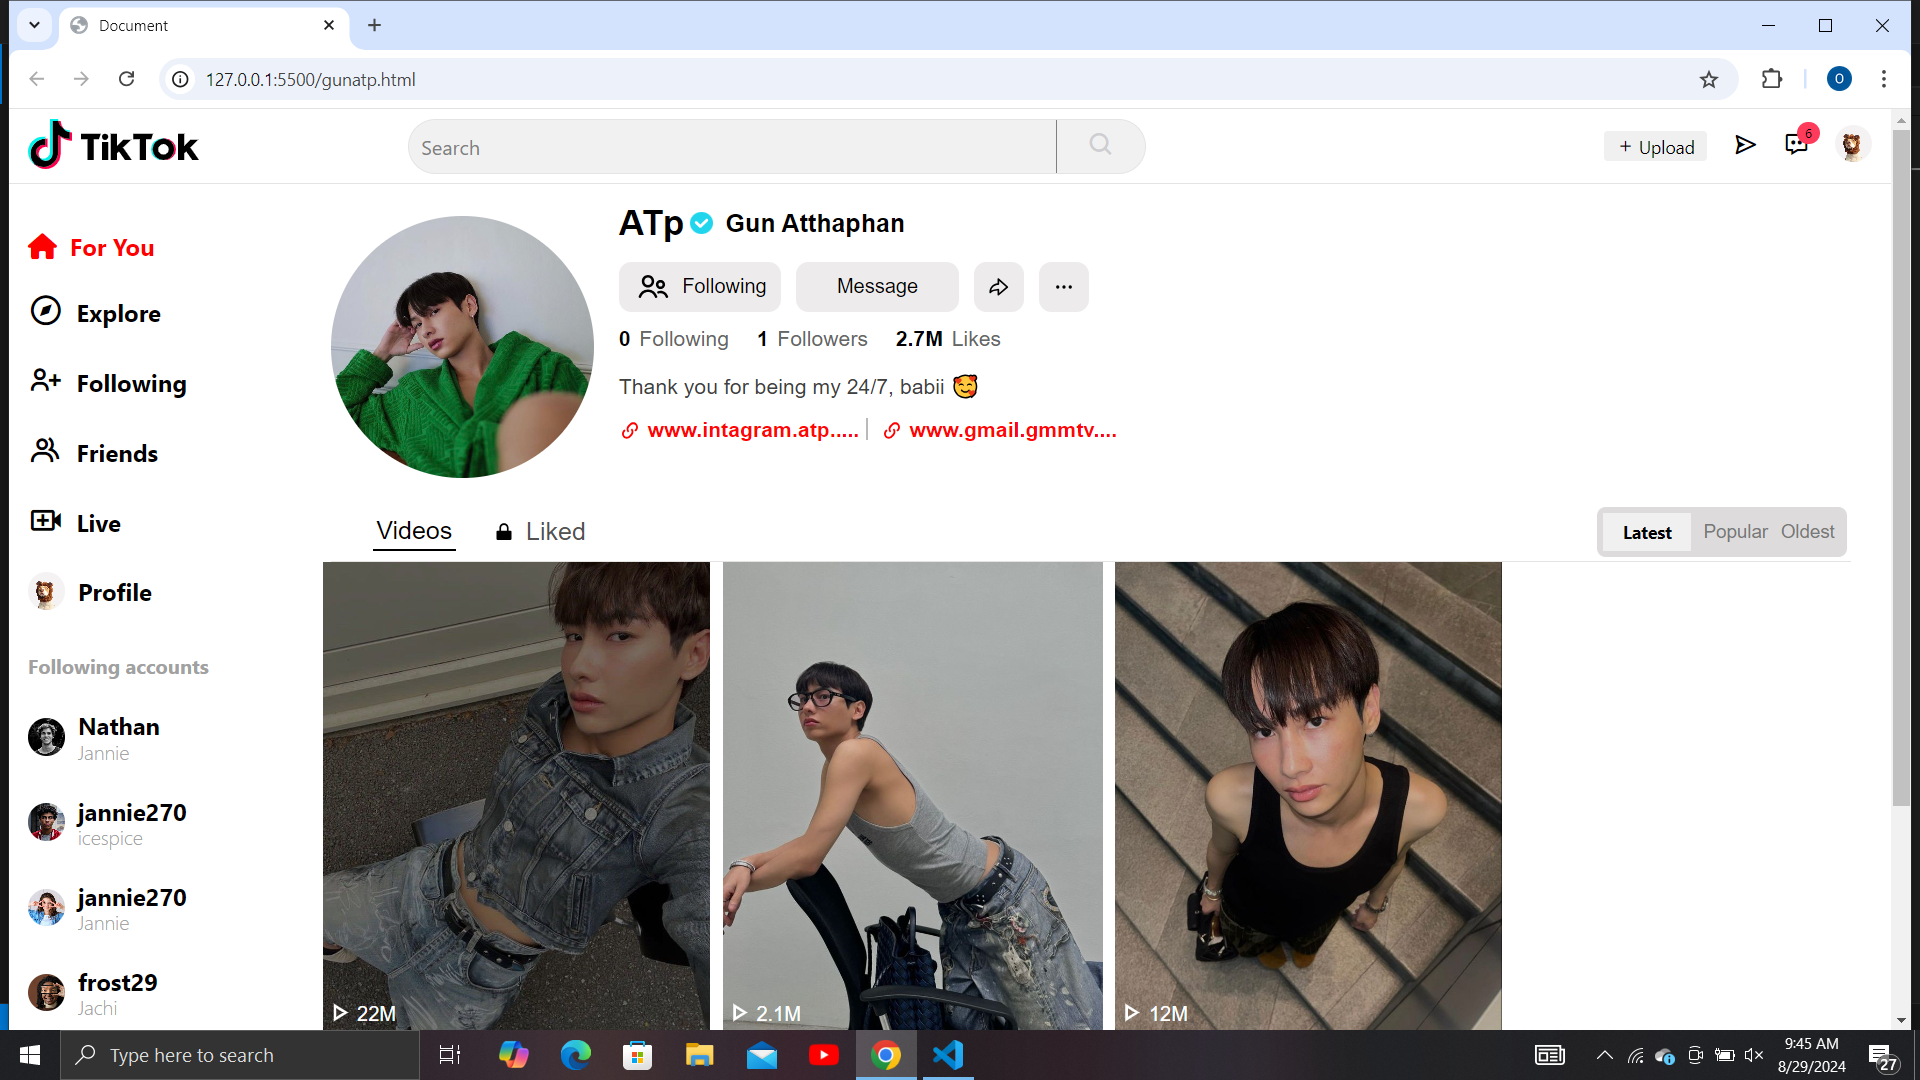 Document
127.0.0.1:5500/gunatp.html
O
TikTok
Search
+ Upload
6
ATp Gun Atthaphan
Following Message
0 Following 1 Followers 2.7M Likes
Thank you for being my 24/7, babii 🥰
www.intagram.atp..... www.gmail.gmmtv....
For You
Explore
Following
Friends
Live
Profile
Following accounts
Nathan
Jannie
jannie270
icespice
jannie270
Jannie
frost29
Jachi
Videos Liked
Latest Popular Oldest
22M 2.1M 12M
Type here to search
9:45 AM
8/29/2024
27